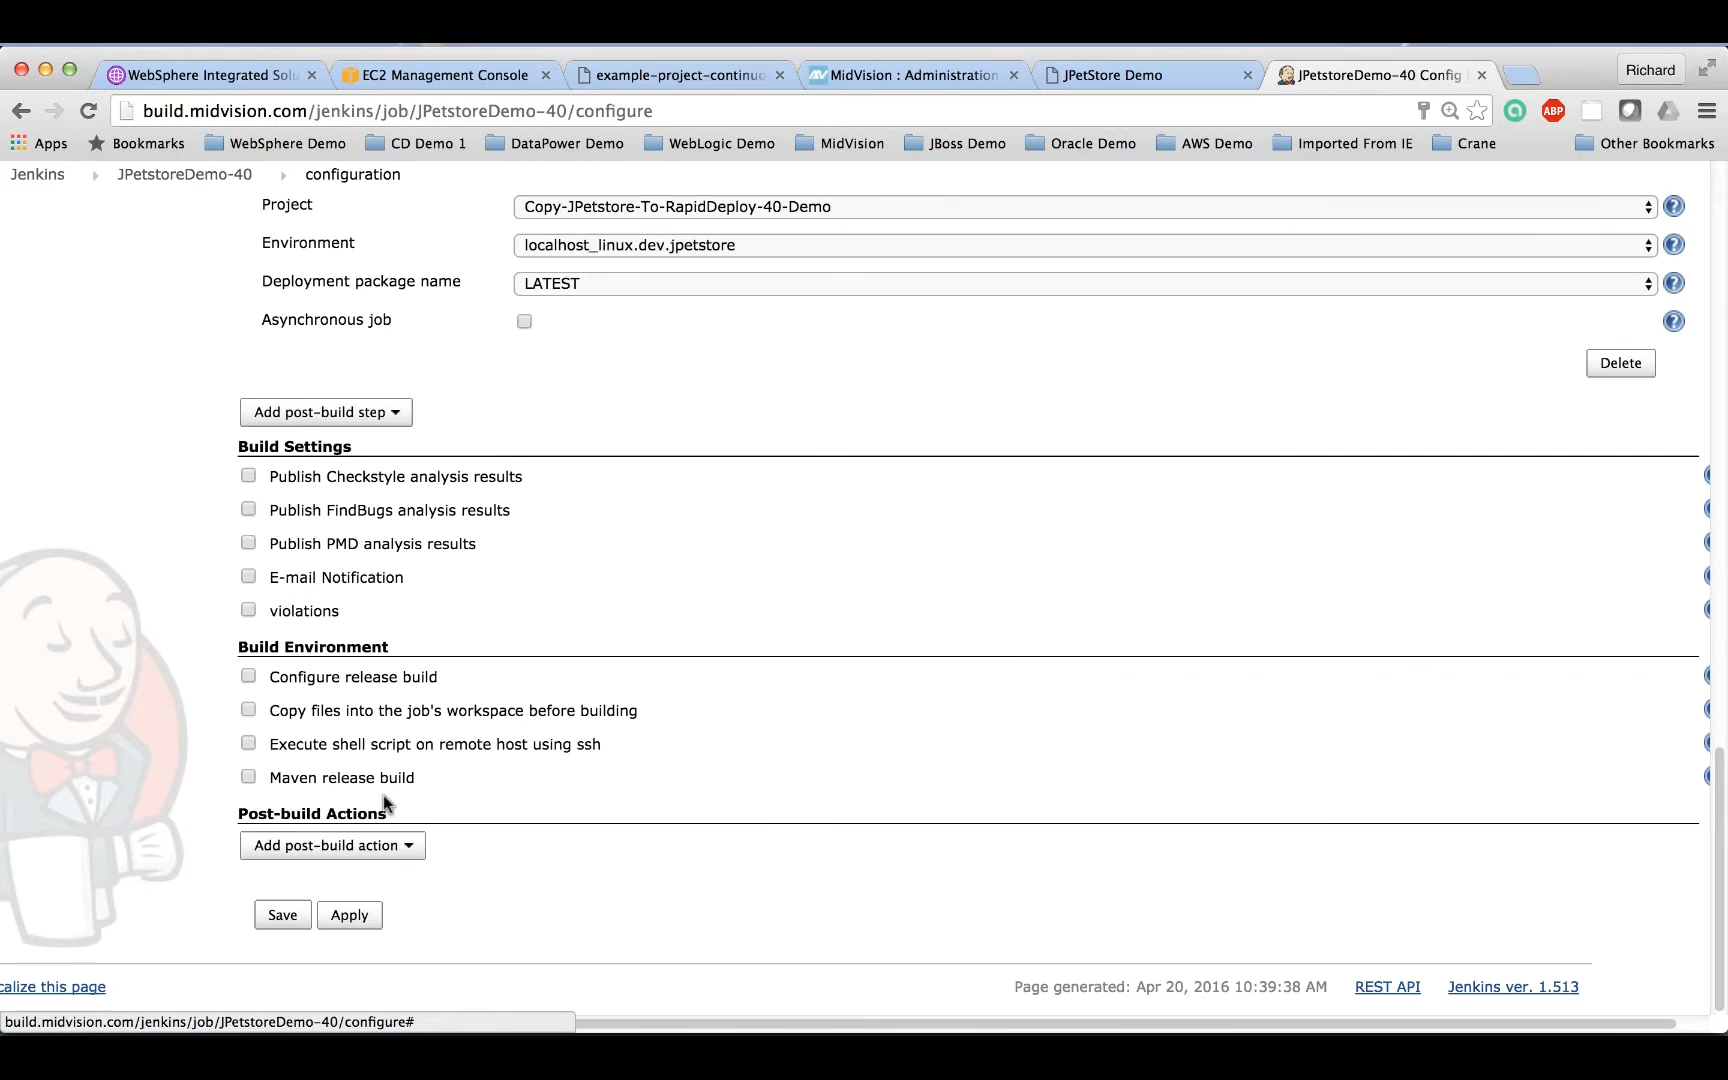 WebSphere Integrated Solu
EC2 Management Console
example-project-continuo
MidVision : Administration
JPetStore Demo
JPetstoreDemo-40 Config
Richard
build.midvision.com/jenkins/job/JPetstoreDemo-40/configure
ABP
Apps
Bookmarks
WebSphere Demo
CD Demo 1
DataPower Demo
WebLogic Demo
MidVision
JBoss Demo
Oracle Demo
AWS Demo
Imported From IE
Crane
Other Bookmarks
Jenkins
JPetstoreDemo-40
configuration
Project
Copy-JPetstore-To-RapidDeploy-40-Demo
Environment
localhost_linux.dev.jpetstore
Deployment package name
LATEST
Asynchronous job
Delete
Add post-build step
Build Settings
Publish Checkstyle analysis results
Publish FindBugs analysis results
Publish PMD analysis results
E-mail Notification
violations
Build Environment
Configure release build
Copy files into the job's workspace before building
Execute shell script on remote host using ssh
Maven release build
Post-build Actions
Add post-build action
Save
Apply
calize this page
Page generated: Apr 20, 2016 10:39:38 AM
REST API
Jenkins ver. 1.513
build.midvision.com/jenkins/job/JPetstoreDemo-40/configure#